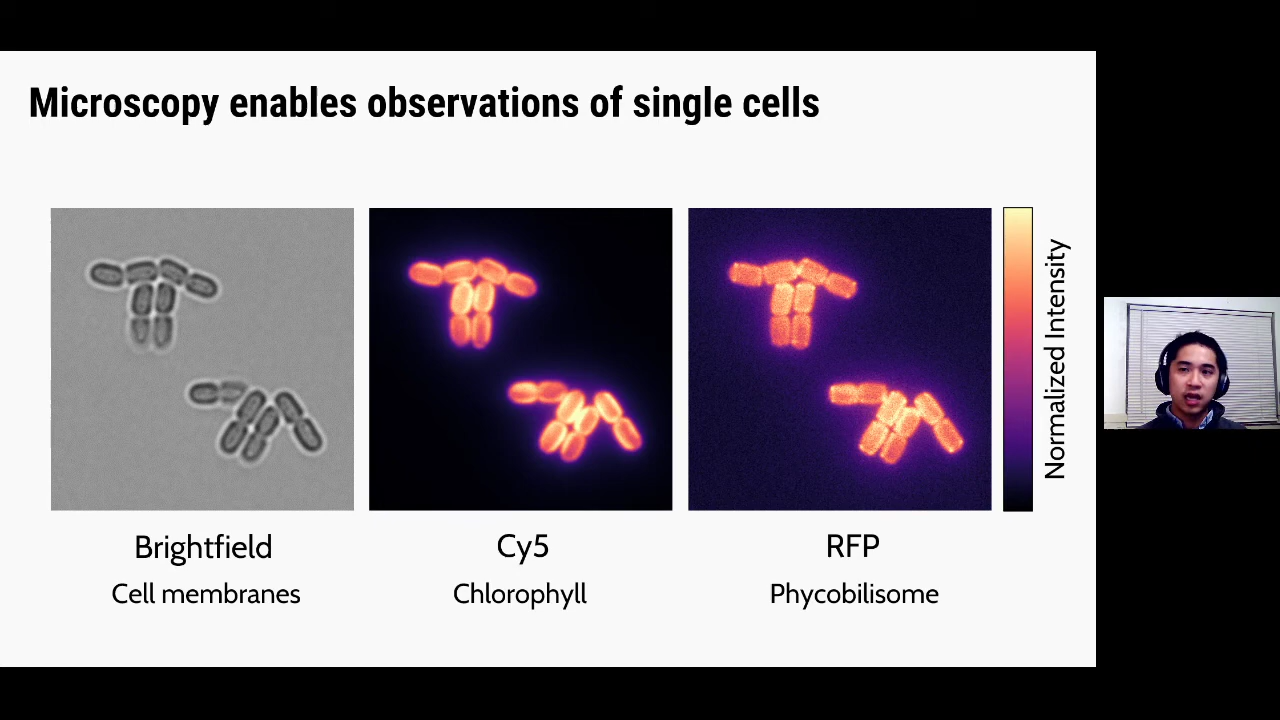 Microscopy enables observations of single cells
Normalized Intensity
Brightfield
Cy5
RFP
Cell membranes
Chlorophyll
Phycobilisome